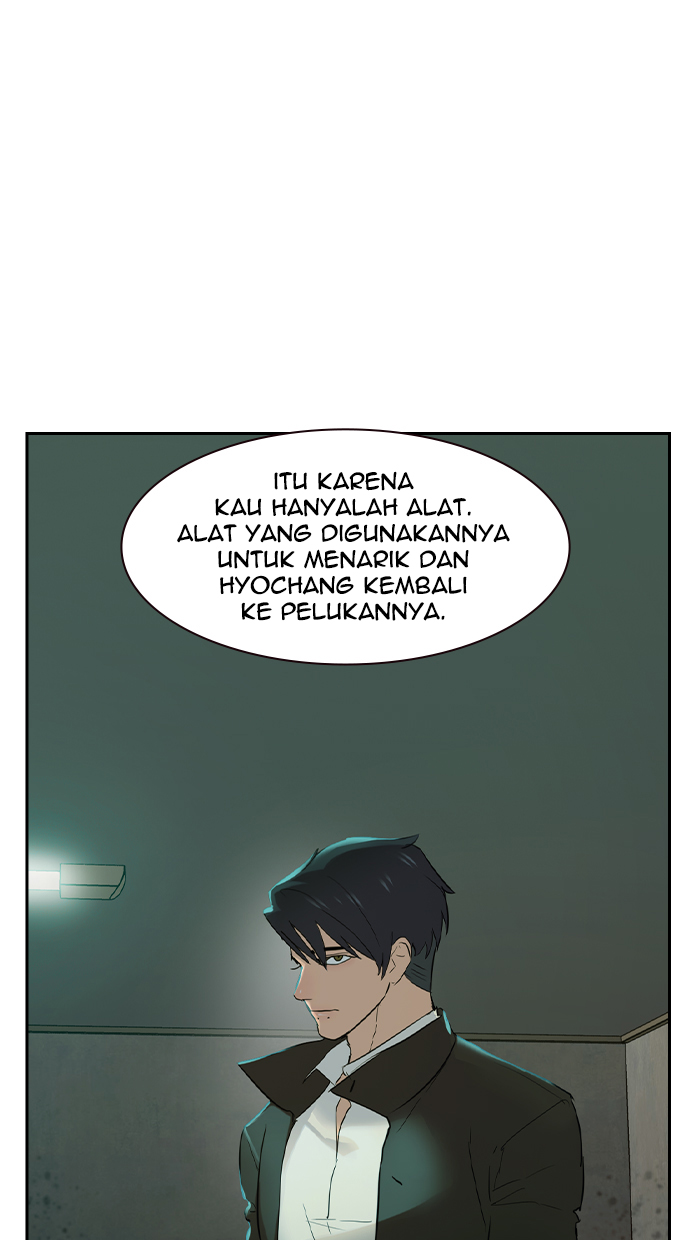 ITU KARENA
KAU HANYALAH ALAT.
ALAT YANG DIGUNAKANNYA
UNTUK MENARIK DAN
HYOCHANG KEMBALI
KE PELUKANNYA.